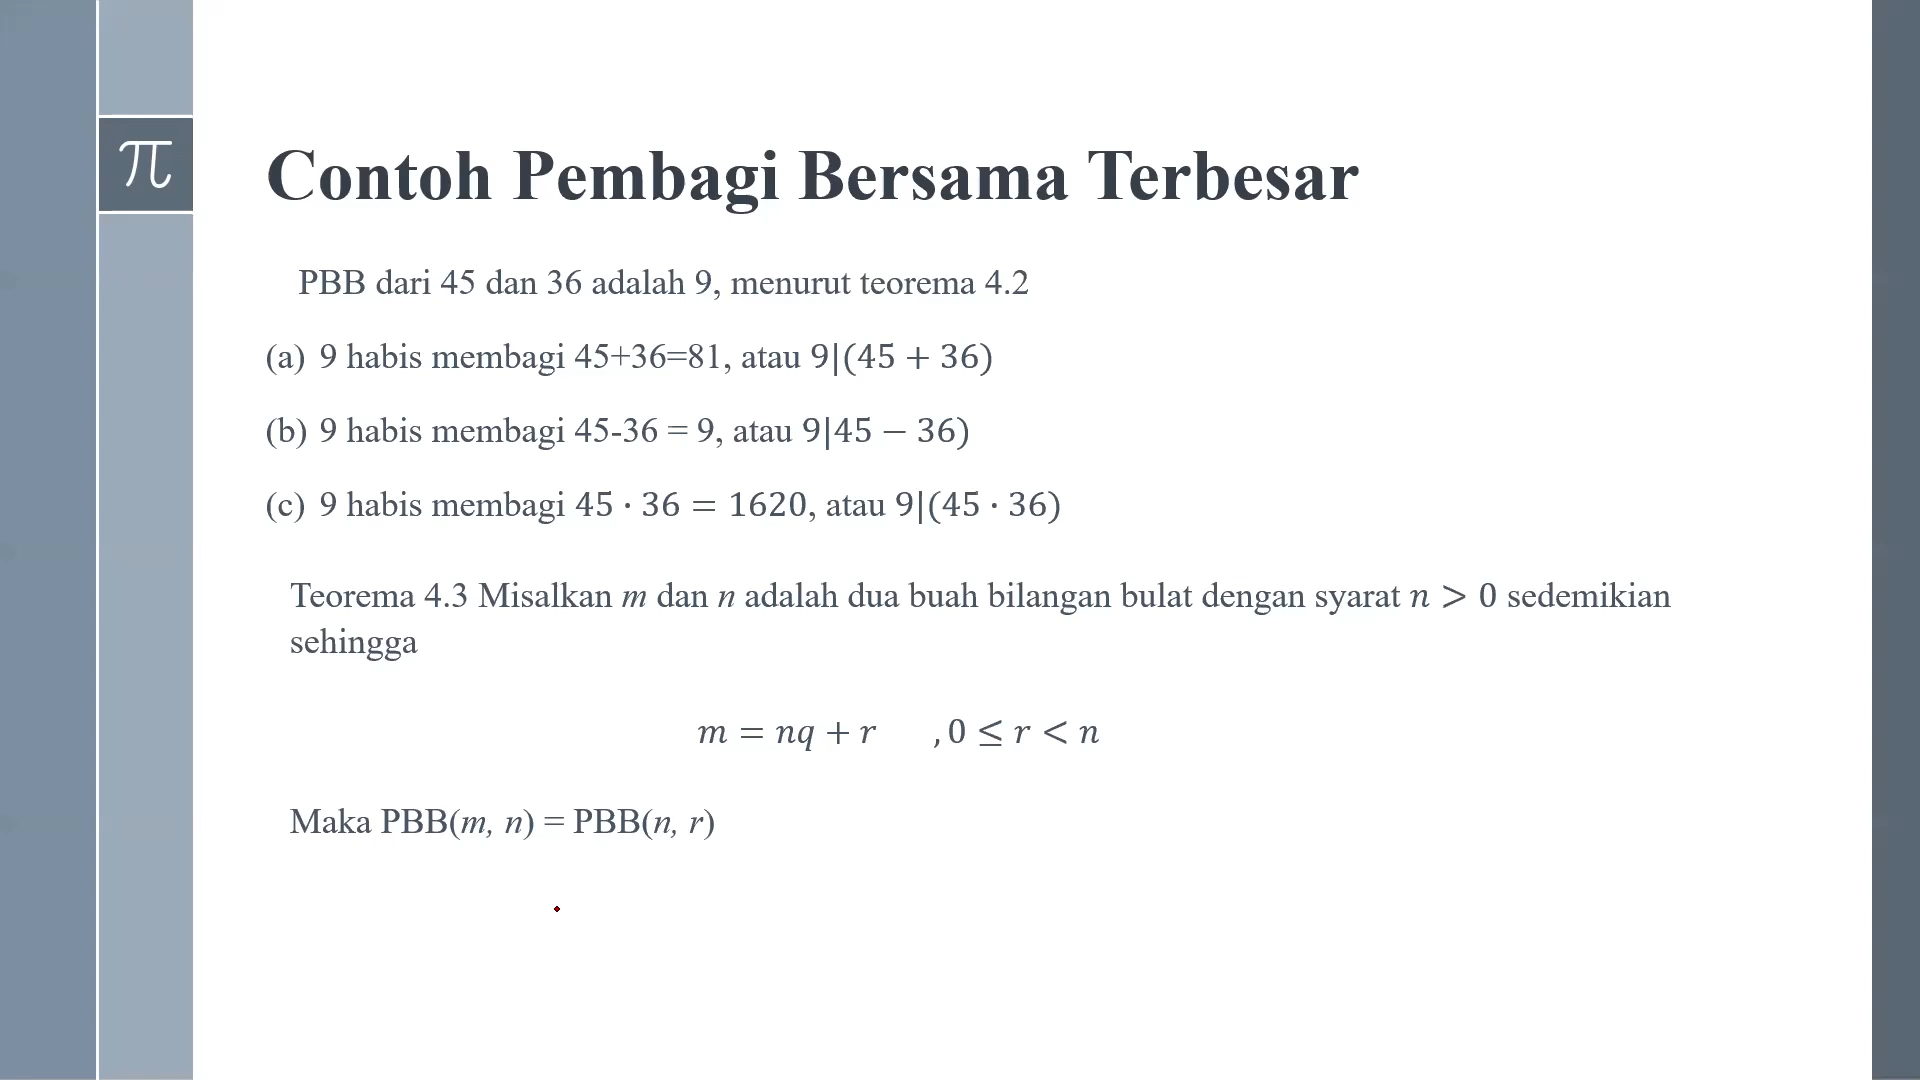 π
Contoh Pembagi Bersama Terbesar
PBB dari 45 dan 36 adalah 9, menurut teorema 4.2
(a) 9 habis membagi 45+36=81, atau 9|(45 + 36)
(b) 9 habis membagi 45-36 = 9, atau 9|45 − 36)
(c) 9 habis membagi 45 · 36 = 1620, atau 9|(45 · 36)
Teorema 4.3 Misalkan m dan n adalah dua buah bilangan bulat dengan syarat n > 0 sedemikian
sehingga
m = nq + r , 0 ≤ r < n
Maka PBB(m, n) = PBB(n, r)